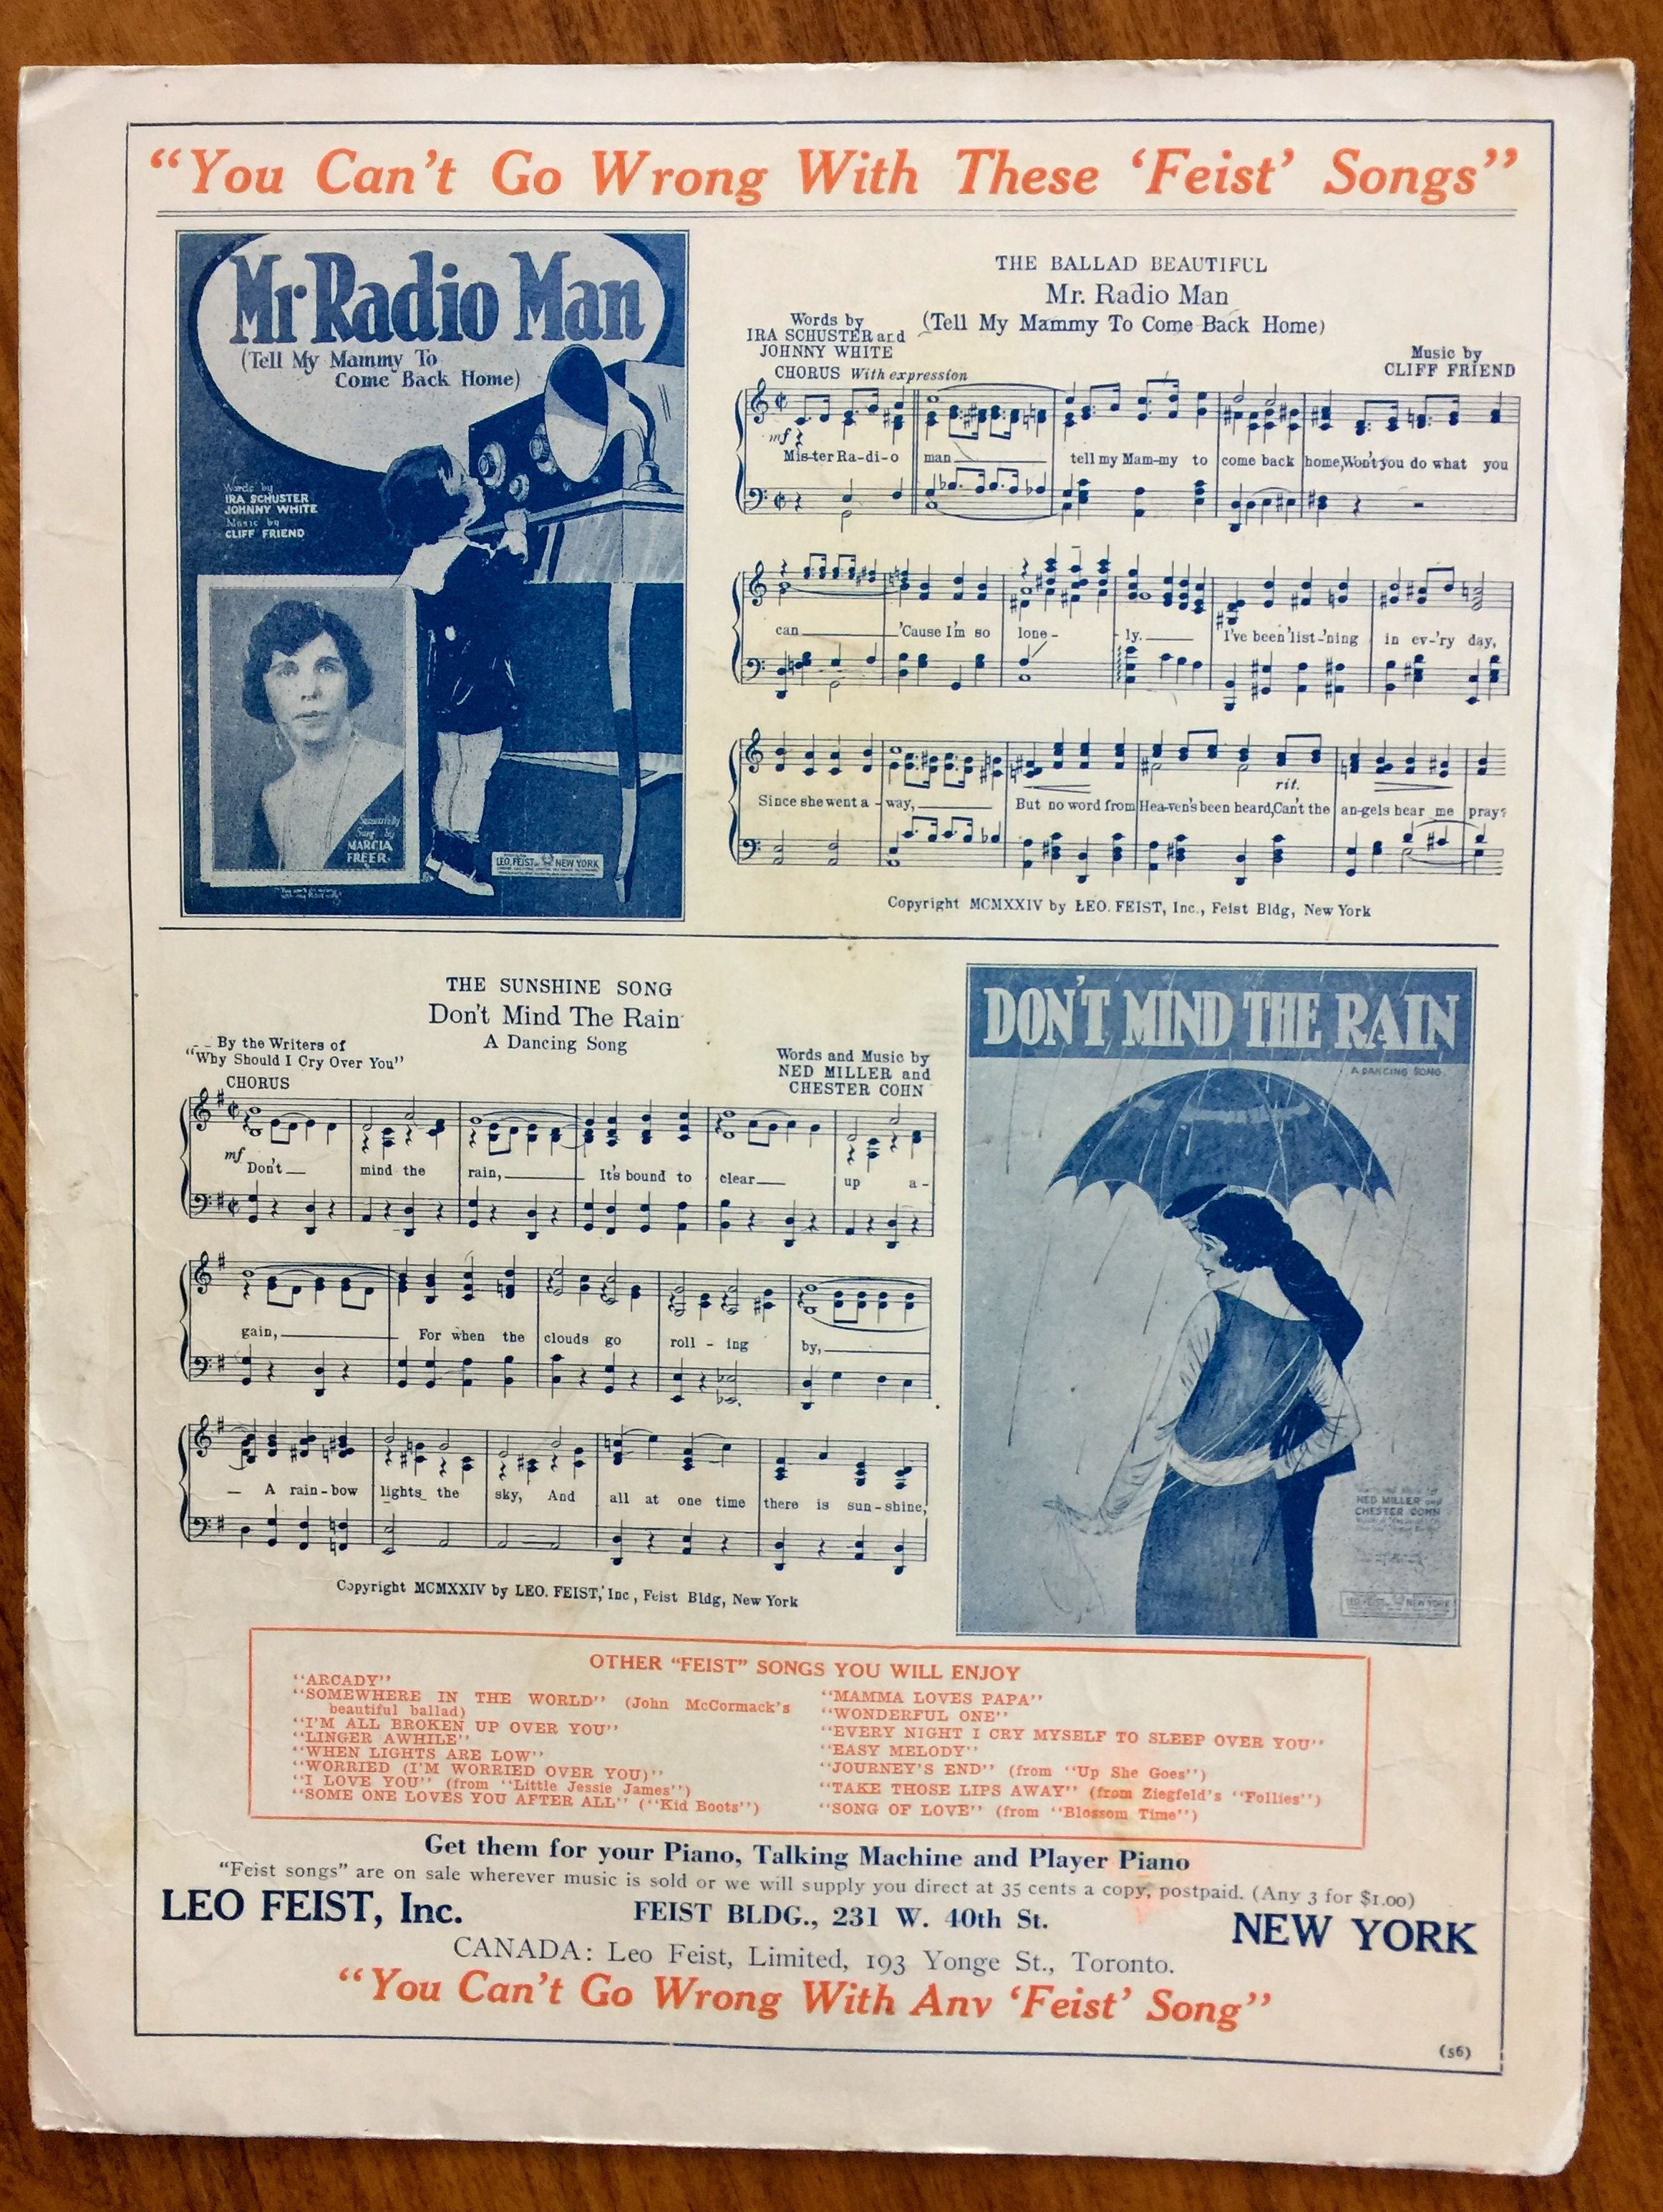 “You Can't Go Wrong With These ‘Feist’ Songs”
Mr Radio Man
(Tell My Mammy To
Come Back Home)
Words by
IRA SCHUSTER
JOHNNY WHITE
Music by
CLIFF FRIEND
Successfully
Sung by
MARCIA
FREER
LEO. FEIST NEW YORK
THE BALLAD BEAUTIFUL
Mr. Radio Man
(Tell My Mammy To Come Back Home)
Words by
IRA SCHUSTER and
JOHNNY WHITE
Music by
CLIFF FRIEND
CHORUS With expression
mf
Mis-ter Ra-di-o man tell my Mam-my to come back home, Won't you do what you
can 'Cause I'm so lone- ly. I've been 'list-'ning in ev-'ry day,
rit.
Since she went a-way, But no word from Hea-ven's been heard, Can't the an-gels hear me pray?
Copyright MCMXXIV by LEO. FEIST, Inc., Feist Bldg, New York
THE SUNSHINE SONG
Don't Mind The Rain
A Dancing Song
By the Writers of
“Why Should I Cry Over You”
Words and Music by
NED MILLER and
CHESTER COHN
CHORUS
mf
Don't mind the rain, It's bound to clear up a-
gain, For when the clouds go roll - ing by,
A rain-bow lights the sky, And all at one time there is sun-shine,
Copyright MCMXXIV by LEO. FEIST, Inc, Feist Bldg, New York
DON'T MIND THE RAIN
A DANCING SONG
NED MILLER and
CHESTER COHN
LEO. FEIST NEW YORK
OTHER “FEIST” SONGS YOU WILL ENJOY
“ARCADY”
“SOMEWHERE IN THE WORLD” (John McCormack's
beautiful ballad)
“I'M ALL BROKEN UP OVER YOU”
“LINGER AWHILE”
“WHEN LIGHTS ARE LOW”
“WORRIED (I'M WORRIED OVER YOU)”
“I LOVE YOU” (from “Little Jessie James”)
“SOME ONE LOVES YOU AFTER ALL” (“Kid Boots”)
“MAMMA LOVES PAPA”
“WONDERFUL ONE”
“EVERY NIGHT I CRY MYSELF TO SLEEP OVER YOU”
“EASY MELODY”
“JOURNEY'S END” (from “Up She Goes”)
“TAKE THOSE LIPS AWAY” (from Ziegfeld's “Follies”)
“SONG OF LOVE” (from “Blossom Time”)
Get them for your Piano, Talking Machine and Player Piano
“Feist songs” are on sale wherever music is sold or we will supply you direct at 35 cents a copy, postpaid. (Any 3 for $1.00)
LEO FEIST, Inc. FEIST BLDG., 231 W. 40th St. NEW YORK
CANADA: Leo Feist, Limited, 193 Yonge St., Toronto.
“You Can't Go Wrong With Any ‘Feist’ Song”
(56)